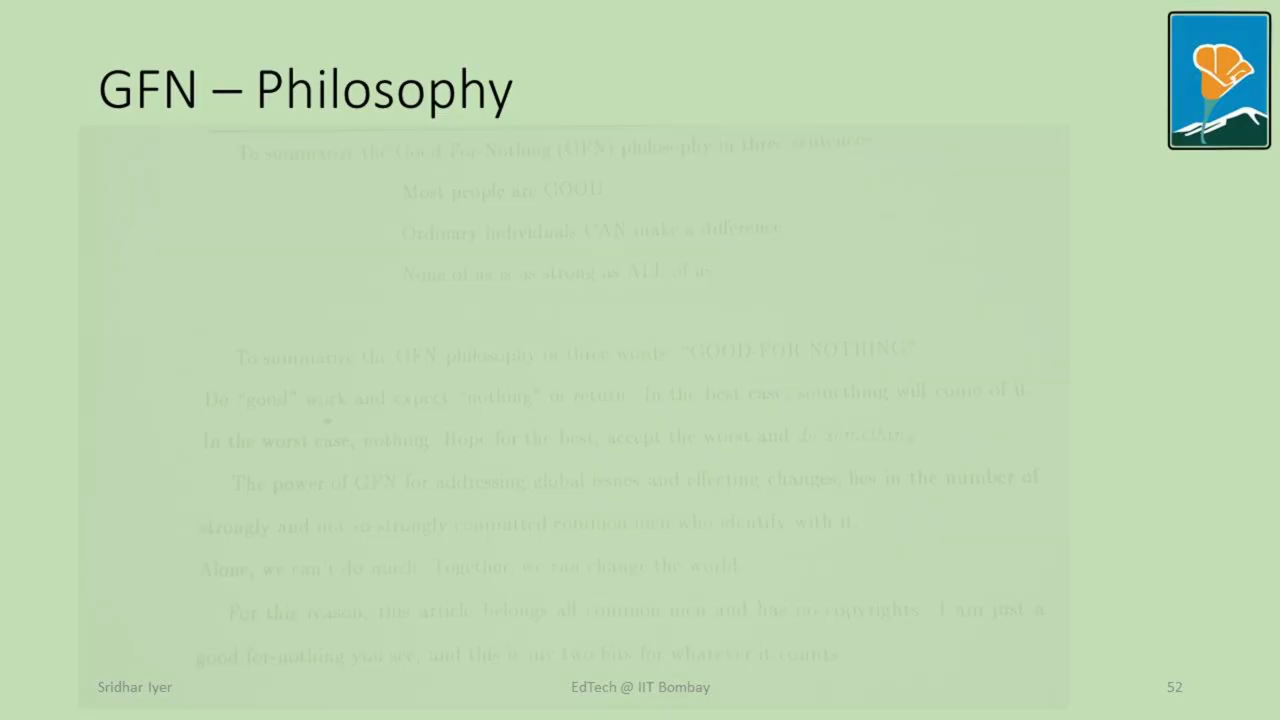 GFN – Philosophy
To summarize the Good-For-Nothing (GFN) philosophy in three sentences
Most people are GOOD
Ordinary individuals CAN make a difference
None of us is as strong as ALL of us
To summarize the GFN philosophy in three words: "GOOD-FOR-NOTHING"
Do "good" work and expect "nothing" in return. In the best case, something will come of it.
In the worst case, nothing. Hope for the best, accept the worst and do something
The power of GFN for addressing global issues and effecting changes, lies in the number of
strongly and not-so-strongly committed common men who identify with it.
Alone, we can't do much. Together, we can change the world.
For this reason, this article belongs all common men and has no copyrights. I am just a
good-for-nothing you see, and this is my two bits for whatever it counts
Sridhar Iyer
EdTech @ IIT Bombay
52